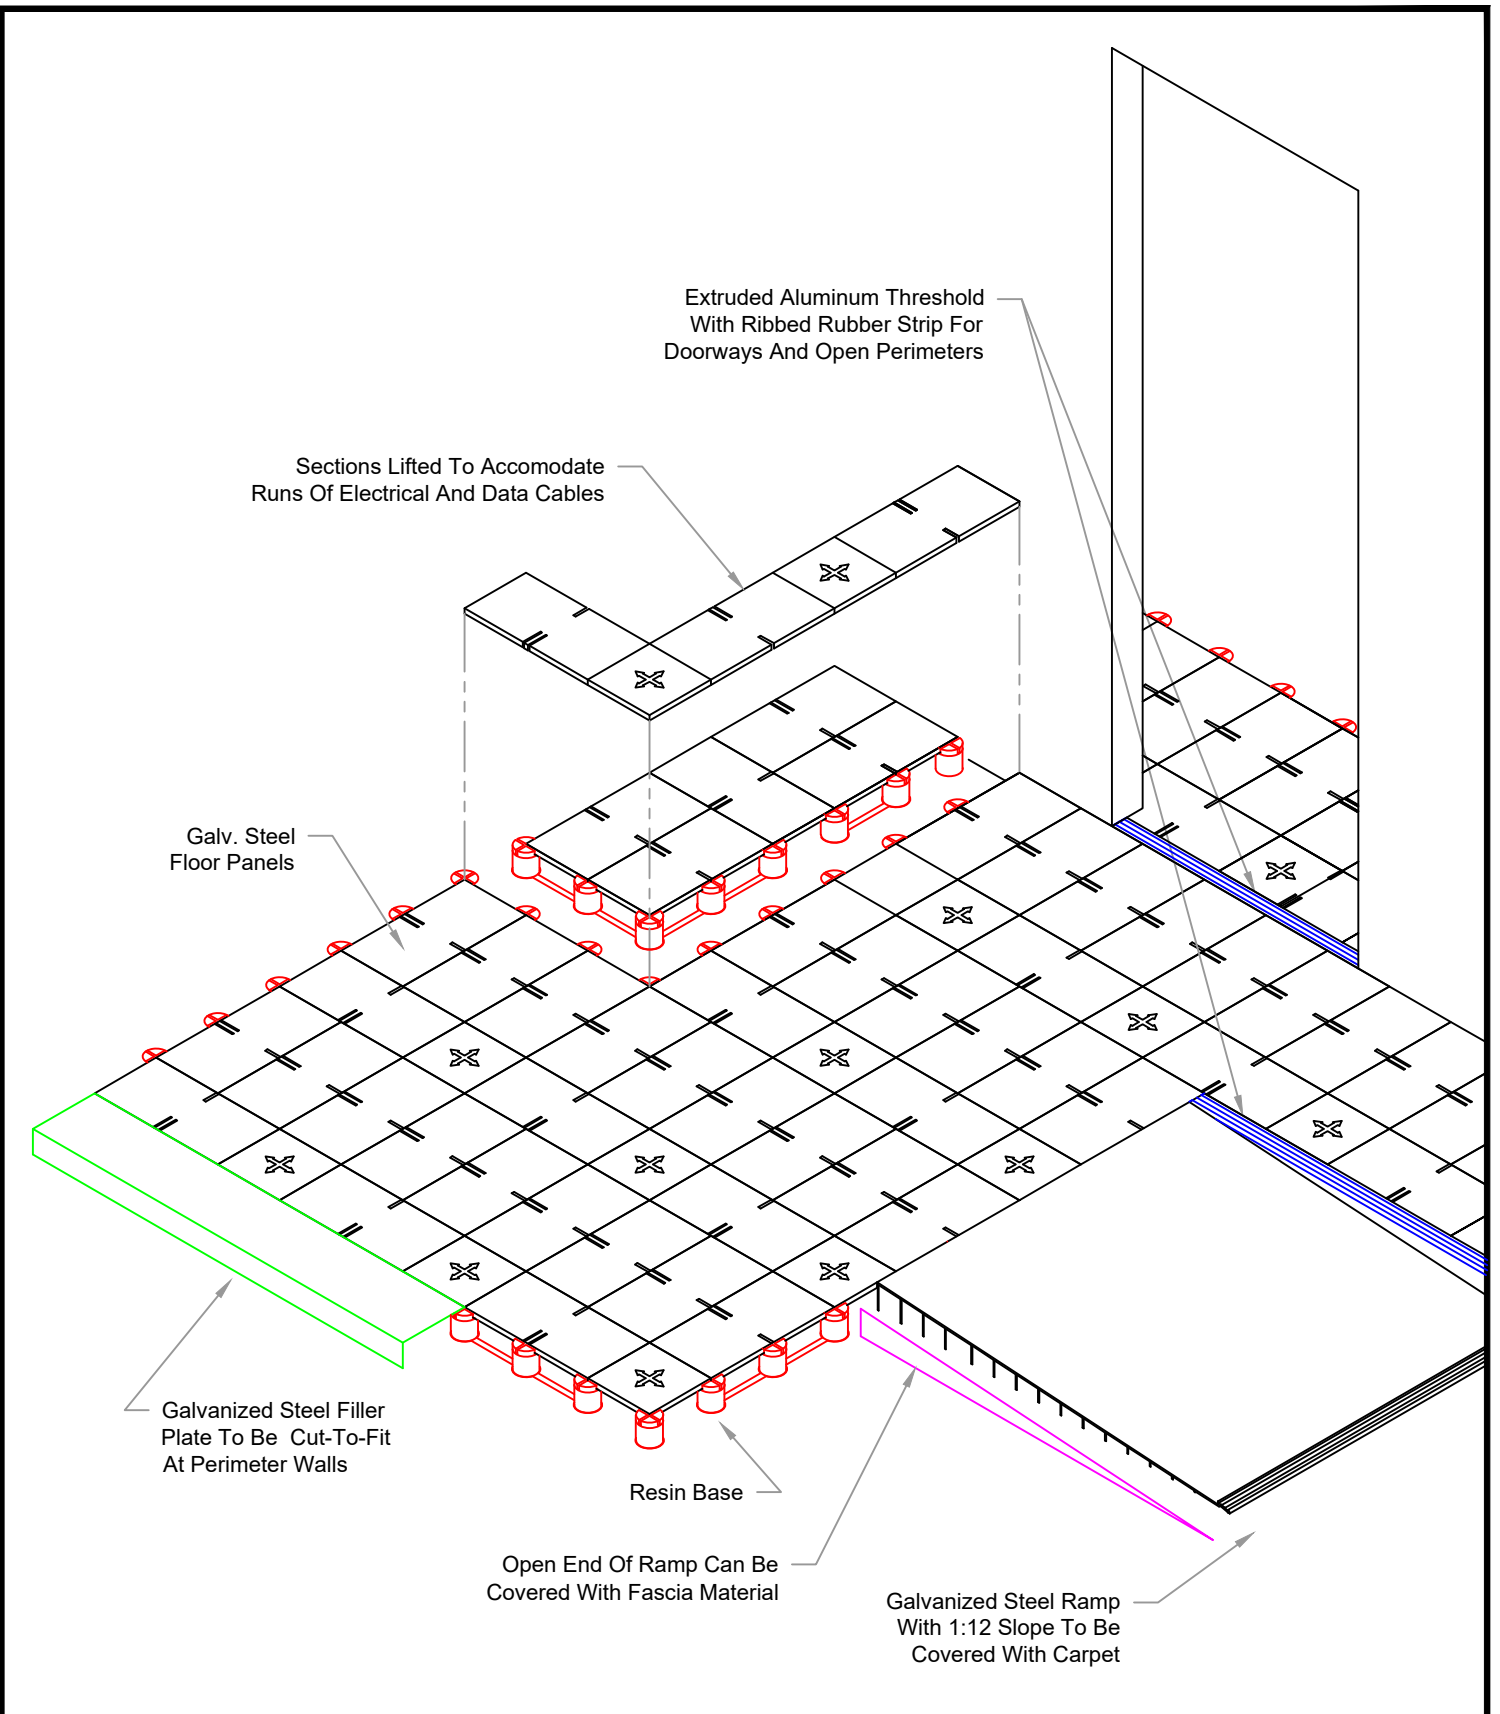 Extruded Aluminum Threshold
With Ribbed Rubber Strip For
Doorways And Open Perimeters
Sections Lifted To Accomodate
Runs Of Electrical And Data Cables
Galv. Steel
Floor Panels
Galvanized Steel Filler
Plate To Be  Cut-To-Fit
At Perimeter Walls
Resin Base
Open End Of Ramp Can Be
Covered With Fascia Material
Galvanized Steel Ramp
With 1:12 Slope To Be
Covered With Carpet